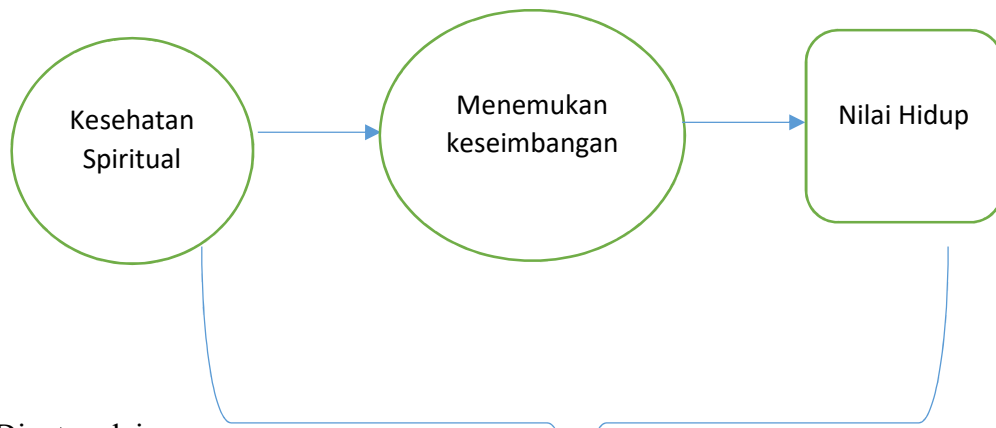 Kesehatan
Spiritual
Menemukan
keseimbangan
Nilai Hidup